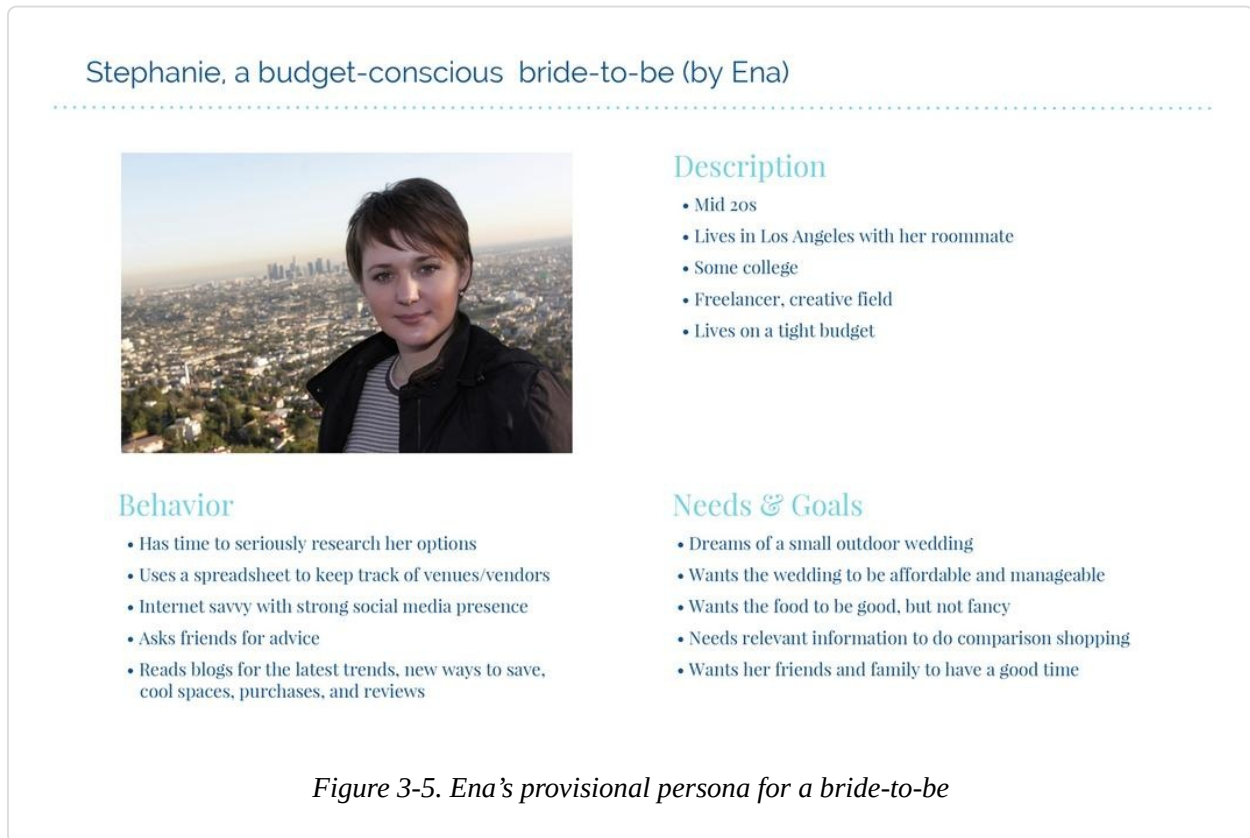 Stephanie, a budget-conscious bride-to-be (by Ena)
Description
• Mid 20s
• Lives in Los Angeles with her roommate
• Some college
• Freelancer, creative field
• Lives on a tight budget
Behavior
• Has time to seriously research her options
• Uses a spreadsheet to keep track of venues/vendors
• Internet savvy with strong social media presence
• Asks friends for advice
• Reads blogs for the latest trends, new ways to save,
cool spaces, purchases, and reviews
Needs & Goals
• Dreams of a small outdoor wedding
• Wants the wedding to be affordable and manageable
• Wants the food to be good, but not fancy
• Needs relevant information to do comparison shopping
• Wants her friends and family to have a good time
Figure 3-5. Ena’s provisional persona for a bride-to-be